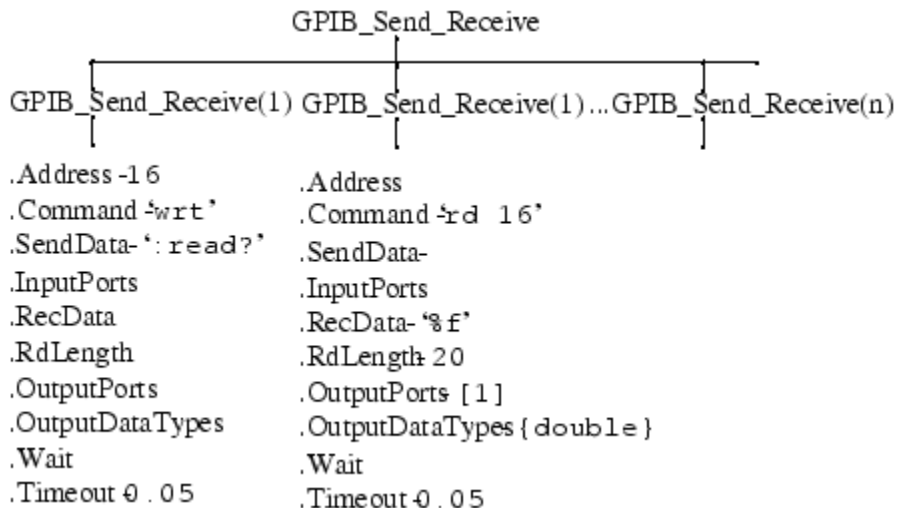 GPIB_Send_Receive
GPIB_Send_Receive(1) GPIB_Send_Receive(1)...GPIB_Send_Receive(n)
.Address -16
.Command -‘wrt’
.SendData- ‘:read?’
.InputPorts
.RecData
.RdLength
.OutputPorts
.OutputDataTypes
.Wait
.Timeout -0.05
.Address
.Command -‘rd 16’
.SendData-
.InputPorts
.RecData- ‘%f’
.RdLength- 20
.OutputPorts- [1]
.OutputDataTypes-{double}
.Wait
.Timeout -0.05